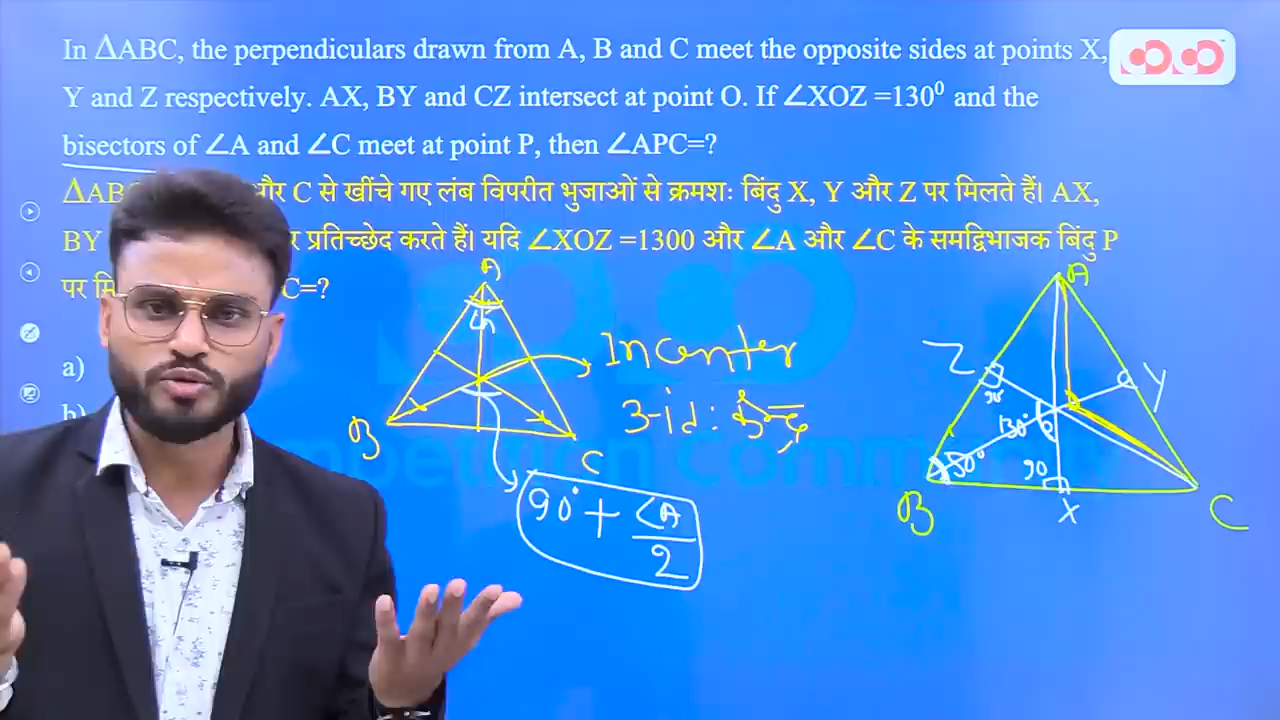 In ΔABC, the perpendiculars drawn from A, B and C meet the opposite sides at points X,
Y and Z respectively. AX, BY and CZ intersect at point O. If ∠XOZ =130⁰ and the
bisectors of ∠A and ∠C meet at point P, then ∠APC=?
ΔAB और C से खींचे गए लंब विपरीत भुजाओं से क्रमशः बिंदु X, Y और Z पर मिलते हैं। AX,
BY प्रतिच्छेद करते हैं। यदि ∠XOZ =1300 और ∠A और ∠C के समद्विभाजक बिंदु P
पर C=?
a)
b)
A
B
C
Incenter
90° + ∠A/2
A
Z
Y
90
130°
50°
90
B
X
C